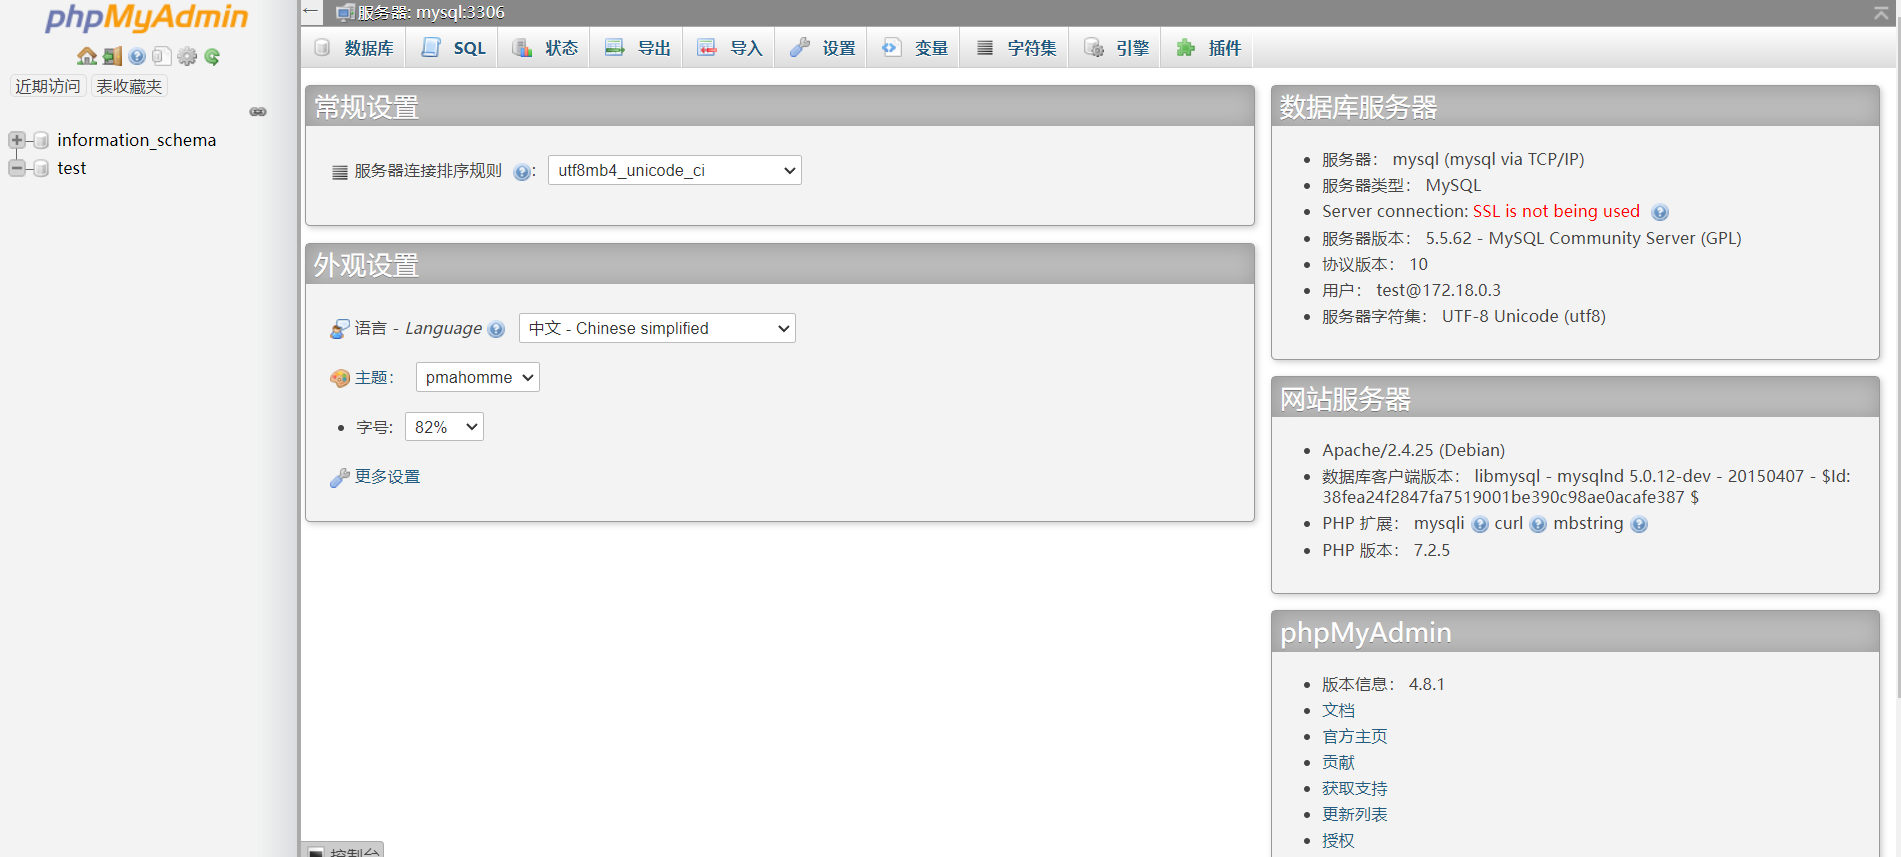 phpMyAdmin
近期访问 表收藏夹
information_schema
test
← 服务器: mysql:3306
数据库 SQL 状态 导出 导入 设置 变量 字符集 引擎 插件
常规设置
服务器连接排序规则 : utf8mb4_unicode_ci
外观设置
语言 - Language 中文 - Chinese simplified
主题： pmahomme
字号: 82%
更多设置
数据库服务器
服务器： mysql (mysql via TCP/IP)
服务器类型： MySQL
Server connection: SSL is not being used
服务器版本： 5.5.62 - MySQL Community Server (GPL)
协议版本： 10
用户： test@172.18.0.3
服务器字符集： UTF-8 Unicode (utf8)
网站服务器
Apache/2.4.25 (Debian)
数据库客户端版本： libmysql - mysqlnd 5.0.12-dev - 20150407 - $Id:
38fea24f2847fa7519001be390c98ae0acafe387 $
PHP 扩展： mysqli curl mbstring
PHP 版本： 7.2.5
phpMyAdmin
版本信息： 4.8.1
文档
官方主页
贡献
获取支持
更新列表
授权
控制台